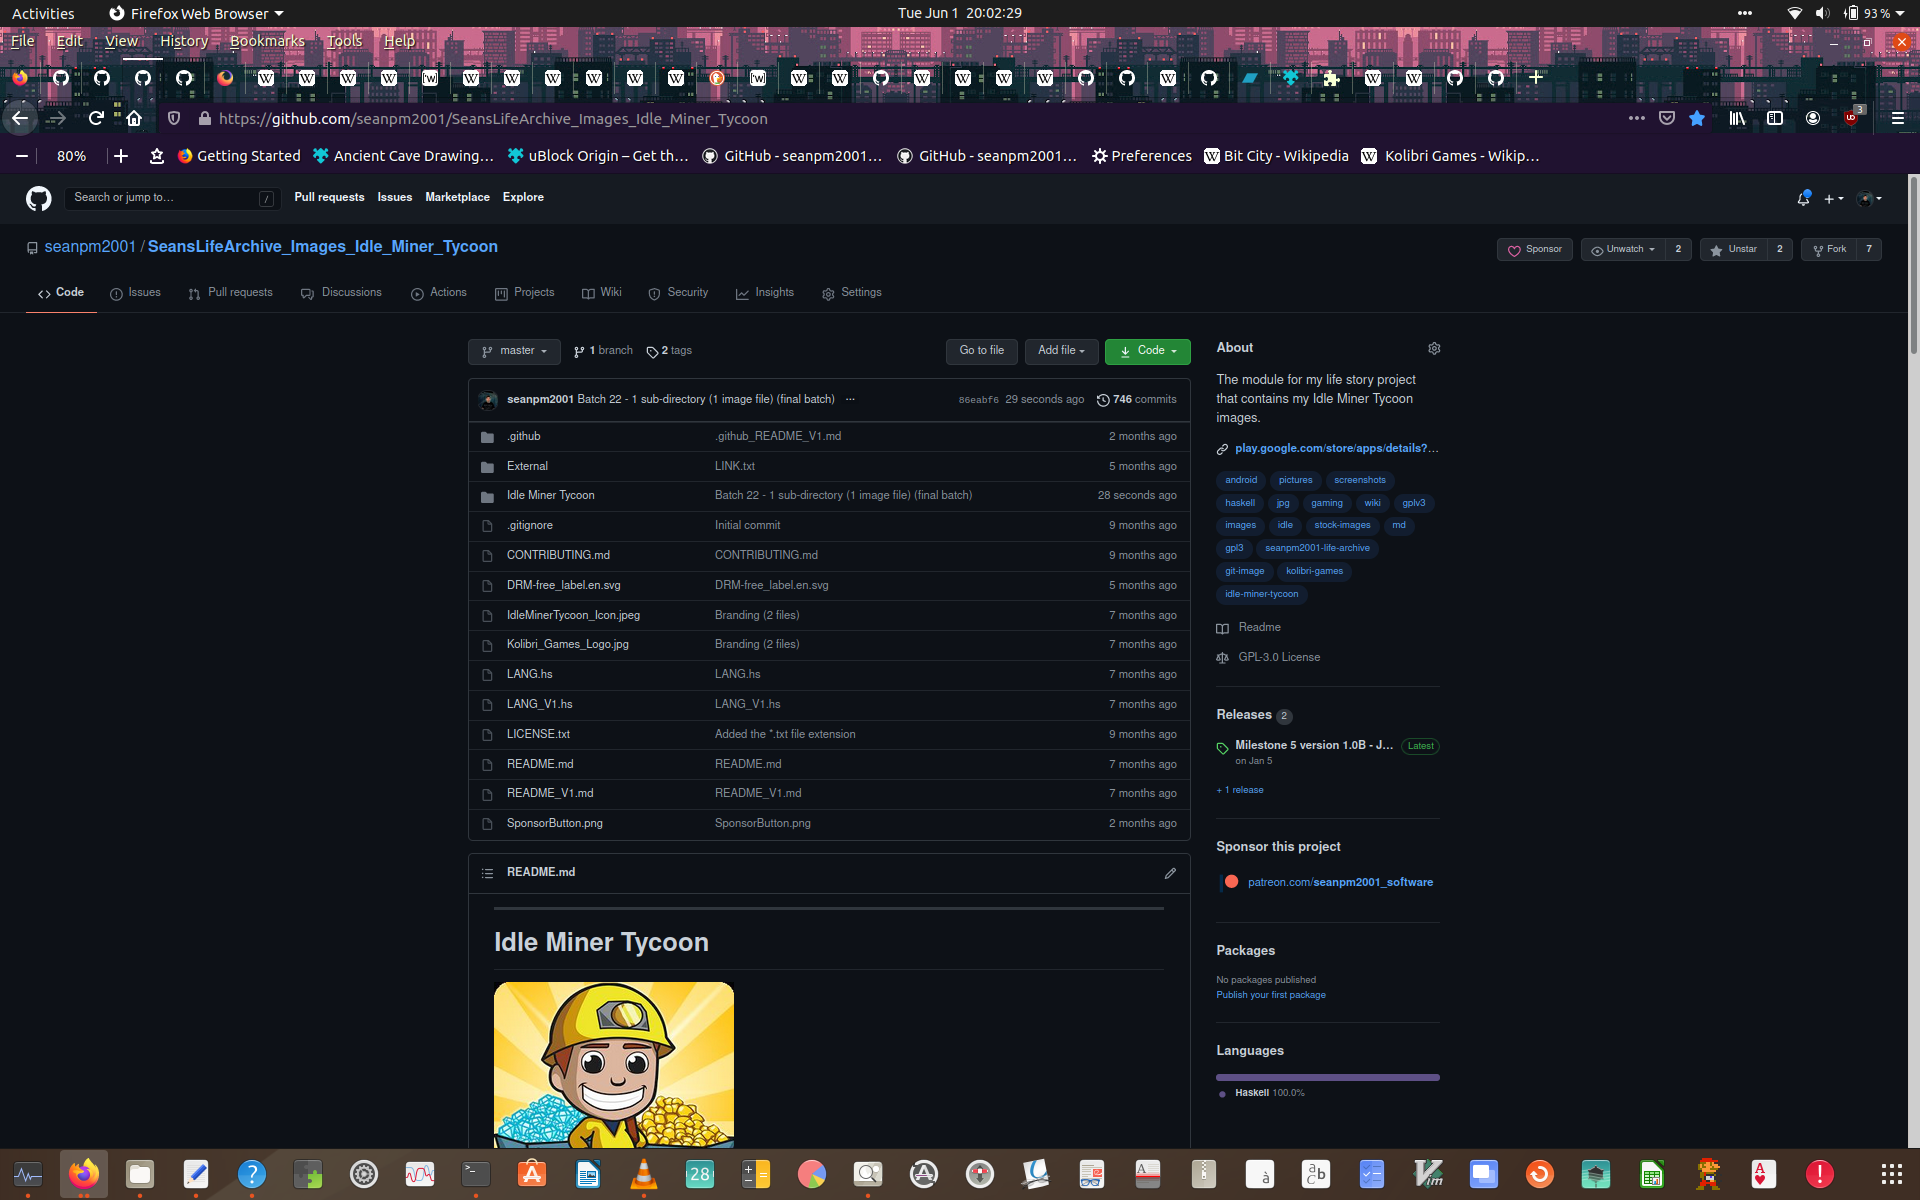 Activities Firefox Web Browser Tue Jun 1 20:02:29 93 %
File Edit View History Bookmarks Tools Help
https://github.com/seanpm2001/SeansLifeArchive_Images_Idle_Miner_Tycoon 3
80% Getting Started Ancient Cave Drawing… uBlock Origin – Get th… GitHub - seanpm2001… GitHub - seanpm2001… Preferences Bit City - Wikipedia Kolibri Games - Wikip…
Search or jump to… / Pull requests Issues Marketplace Explore
seanpm2001 / SeansLifeArchive_Images_Idle_Miner_Tycoon Sponsor Unwatch 2 Unstar 2 Fork 7
Code Issues Pull requests Discussions Actions Projects Wiki Security Insights Settings
master 1 branch 2 tags Go to file Add file Code
seanpm2001 Batch 22 - 1 sub-directory (1 image file) (final batch) ... 86eabf6 29 seconds ago 746 commits
.github .github_README_V1.md 2 months ago
External LINK.txt 5 months ago
Idle Miner Tycoon Batch 22 - 1 sub-directory (1 image file) (final batch) 28 seconds ago
.gitignore Initial commit 9 months ago
CONTRIBUTING.md CONTRIBUTING.md 9 months ago
DRM-free_label.en.svg DRM-free_label.en.svg 5 months ago
IdleMinerTycoon_Icon.jpeg Branding (2 files) 7 months ago
Kolibri_Games_Logo.jpg Branding (2 files) 7 months ago
LANG.hs LANG.hs 7 months ago
LANG_V1.hs LANG_V1.hs 7 months ago
LICENSE.txt Added the *.txt file extension 9 months ago
README.md README.md 7 months ago
README_V1.md README_V1.md 7 months ago
SponsorButton.png SponsorButton.png 2 months ago
README.md
Idle Miner Tycoon
About
The module for my life story project
that contains my Idle Miner Tycoon
images.
play.google.com/store/apps/details?…
android pictures screenshots
haskell jpg gaming wiki gplv3
images idle stock-images md
gpl3 seanpm2001-life-archive
git-image kolibri-games
idle-miner-tycoon
Readme
GPL-3.0 License
Releases 2
Milestone 5 version 1.0B - J… Latest
on Jan 5
+ 1 release
Sponsor this project
patreon.com/seanpm2001_software
Packages
No packages published
Publish your first package
Languages
Haskell 100.0%
28